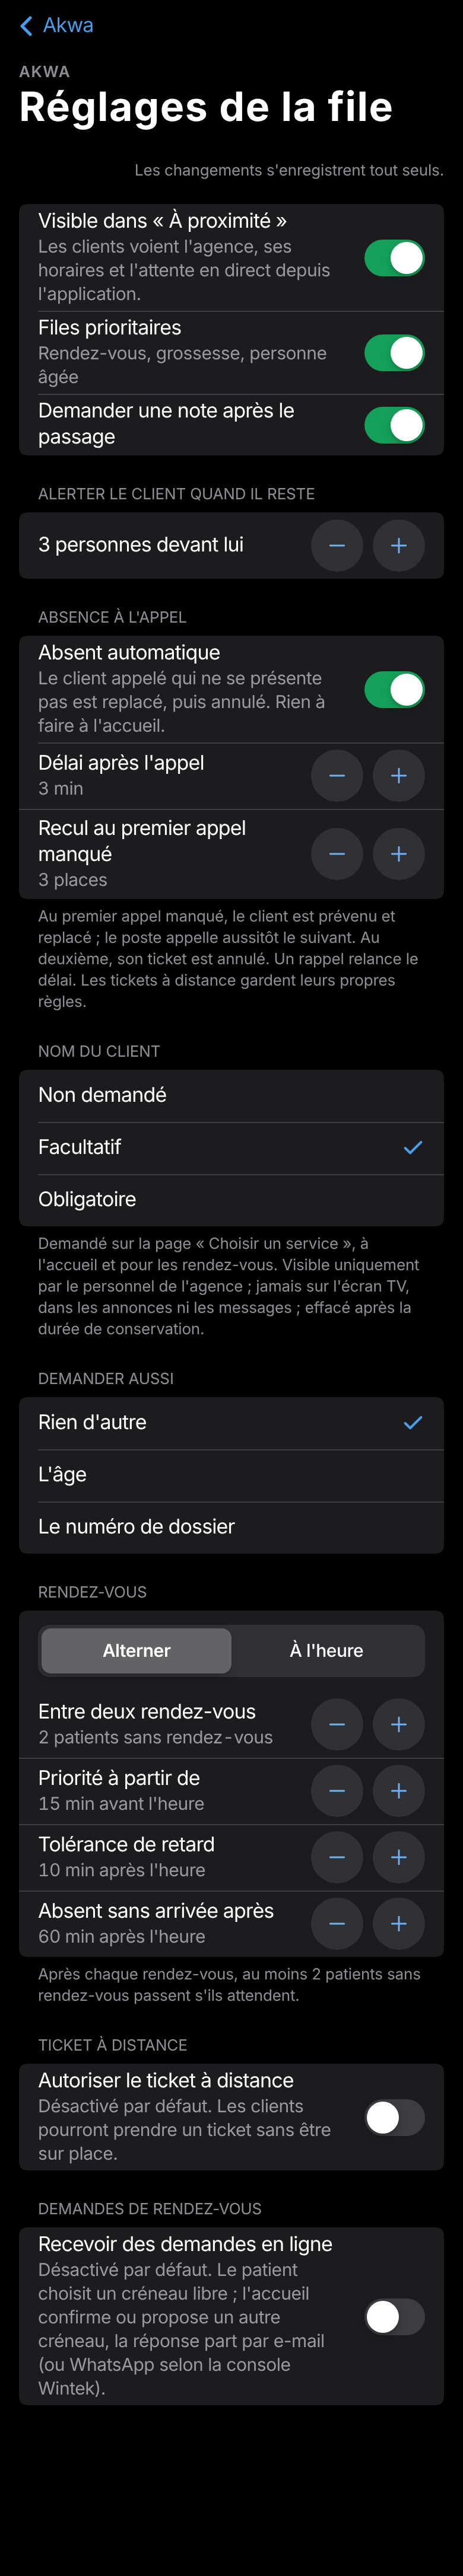 Akwa
AKWA
Réglages de la file
Les changements s'enregistrent tout seuls.
Visible dans « À proximité »
Les clients voient l'agence, ses
horaires et l'attente en direct depuis
l'application.
Files prioritaires
Rendez-vous, grossesse, personne
âgée
Demander une note après le
passage
ALERTER LE CLIENT QUAND IL RESTE
3 personnes devant lui
ABSENCE À L'APPEL
Absent automatique
Le client appelé qui ne se présente
pas est replacé, puis annulé. Rien à
faire à l'accueil.
Délai après l'appel
3 min
Recul au premier appel
manqué
3 places
Au premier appel manqué, le client est prévenu et
replacé ; le poste appelle aussitôt le suivant. Au
deuxième, son ticket est annulé. Un rappel relance le
délai. Les tickets à distance gardent leurs propres
règles.
NOM DU CLIENT
Non demandé
Facultatif
Obligatoire
Demandé sur la page « Choisir un service », à
l'accueil et pour les rendez-vous. Visible uniquement
par le personnel de l'agence ; jamais sur l'écran TV,
dans les annonces ni les messages ; effacé après la
durée de conservation.
DEMANDER AUSSI
Rien d'autre
L'âge
Le numéro de dossier
RENDEZ-VOUS
Alterner
À l'heure
Entre deux rendez-vous
2 patients sans rendez-vous
Priorité à partir de
15 min avant l'heure
Tolérance de retard
10 min après l'heure
Absent sans arrivée après
60 min après l'heure
Après chaque rendez-vous, au moins 2 patients sans
rendez-vous passent s'ils attendent.
TICKET À DISTANCE
Autoriser le ticket à distance
Désactivé par défaut. Les clients
pourront prendre un ticket sans être
sur place.
DEMANDES DE RENDEZ-VOUS
Recevoir des demandes en ligne
Désactivé par défaut. Le patient
choisit un créneau libre ; l'accueil
confirme ou propose un autre
créneau, la réponse part par e-mail
(ou WhatsApp selon la console
Wintek).